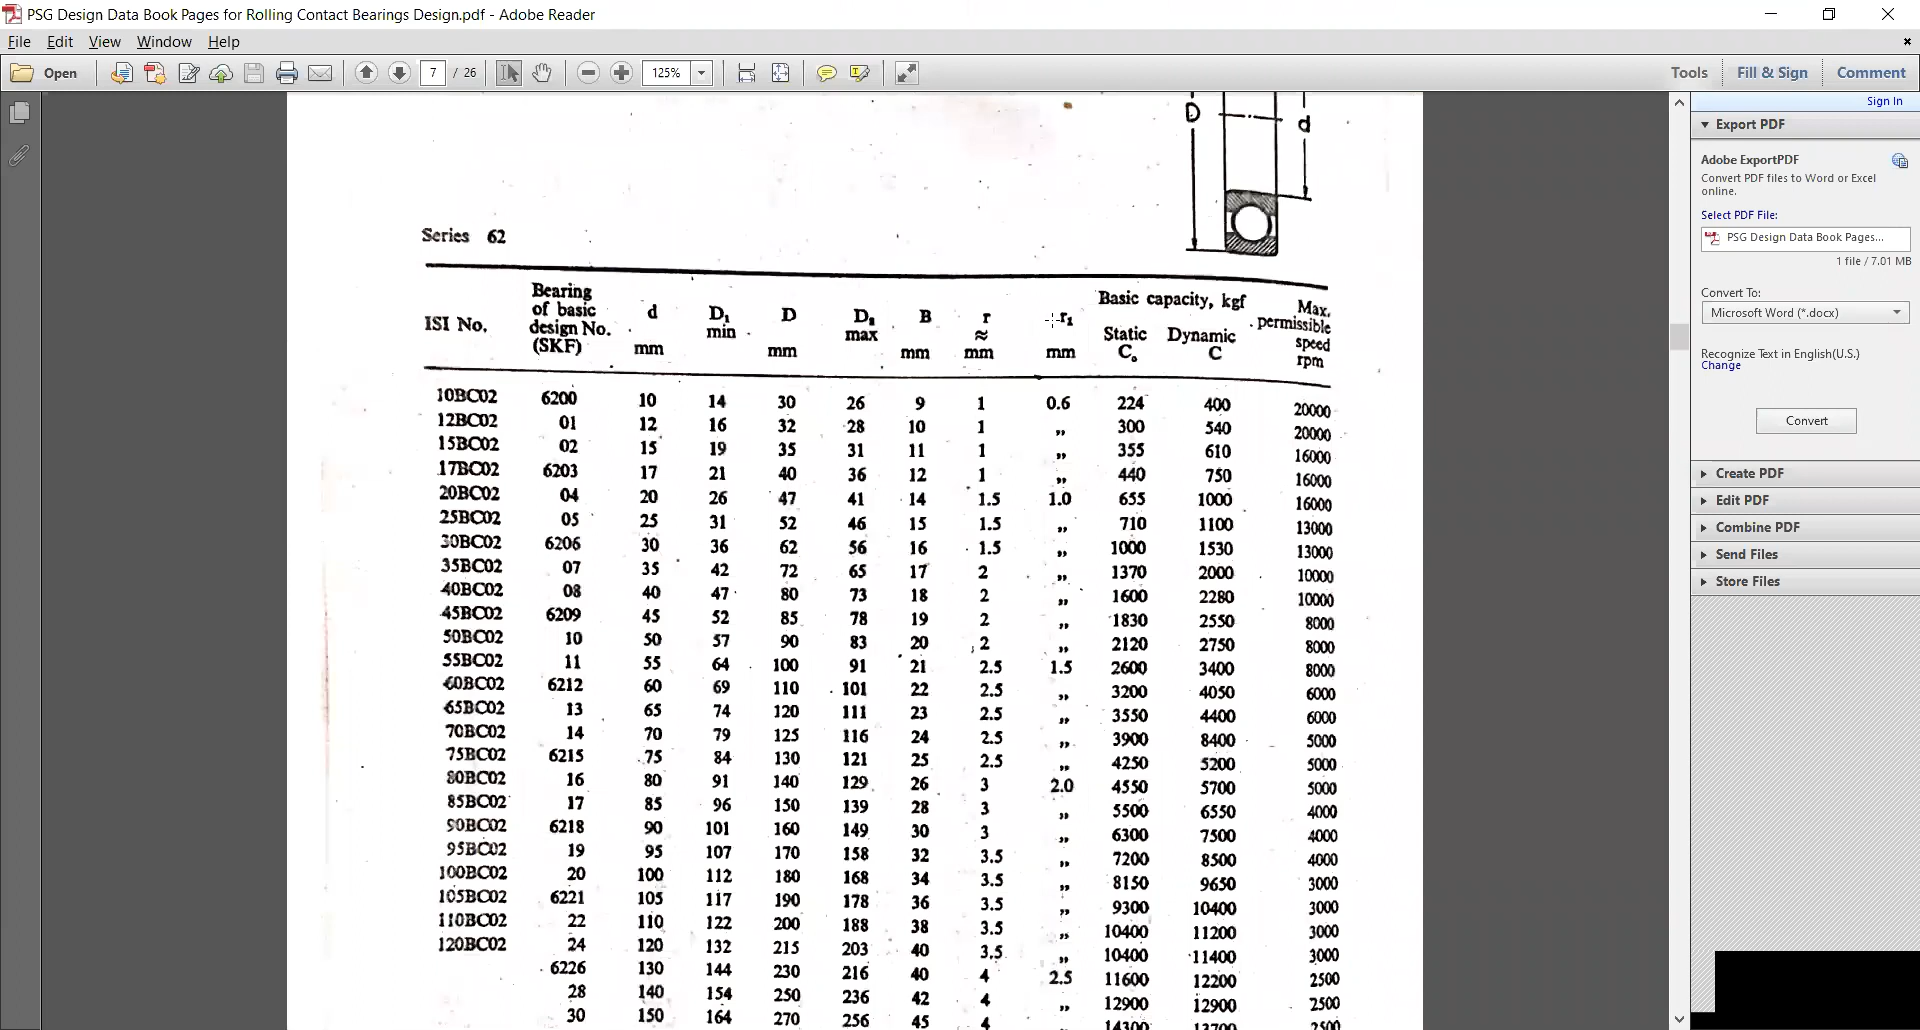 PSG Design Data Book Pages for Rolling Contact Bearings Design.pdf - Adobe Reader
File Edit View Window Help
Open 7 / 26 125% Tools Fill & Sign Comment
Sign In
Export PDF
Adobe ExportPDF
Convert PDF files to Word or Excel
online.
Select PDF File:
PSG Design Data Book Pages...
1 file / 7.01 MB
Convert To:
Microsoft Word (*.docx)
Recognize Text in English(U.S.)
Change
Convert
Create PDF
Edit PDF
Combine PDF
Send Files
Store Files
D d
Series 62
ISI No. Bearing of basic design No. (SKF) d mm D₁ min D mm D₂ max B mm r ≈ mm r₁ mm Basic capacity, kgf Static C₀ Dynamic C Max. permissible speed rpm
10BC02 6200 10 14 30 26 9 1 0.6 224 400 20000
12BC02 01 12 16 32 28 10 1 ,, 300 540 20000
15BC02 02 15 19 35 31 11 1 ,, 355 610 16000
17BC02 6203 17 21 40 36 12 1 ,, 440 750 16000
20BC02 04 20 26 47 41 14 1.5 1.0 655 1000 16000
25BC02 05 25 31 52 46 15 1.5 ,, 710 1100 13000
30BC02 6206 30 36 62 56 16 1.5 ,, 1000 1530 13000
35BC02 07 35 42 72 65 17 2 ,, 1370 2000 10000
40BC02 08 40 47 80 73 18 2 ,, 1600 2280 10000
45BC02 6209 45 52 85 78 19 2 ,, 1830 2550 8000
50BC02 10 50 57 90 83 20 2 ,, 2120 2750 8000
55BC02 11 55 64 100 91 21 2.5 1.5 2600 3400 8000
60BC02 6212 60 69 110 101 22 2.5 ,, 3200 4050 6000
65BC02 13 65 74 120 111 23 2.5 ,, 3550 4400 6000
70BC02 14 70 79 125 116 24 2.5 ,, 3900 8400 5000
75BC02 6215 75 84 130 121 25 2.5 ,, 4250 5200 5000
80BC02 16 80 91 140 129 26 3 2.0 4550 5700 5000
85BC02 17 85 96 150 139 28 3 ,, 5500 6550 4000
90BC02 6218 90 101 160 149 30 3 ,, 6300 7500 4000
95BC02 19 95 107 170 158 32 3.5 ,, 7200 8500 4000
100BC02 20 100 112 180 168 34 3.5 ,, 8150 9650 3000
105BC02 6221 105 117 190 178 36 3.5 ,, 9300 10400 3000
110BC02 22 110 122 200 188 38 3.5 ,, 10400 11200 3000
120BC02 24 120 132 215 203 40 3.5 ,, 10400 11400 3000
6226 130 144 230 216 40 4 2.5 11600 12200 2500
28 140 154 250 236 42 4 ,, 12900 12900 2500
30 150 164 270 256 45 4 ,, 14300 13700 2500